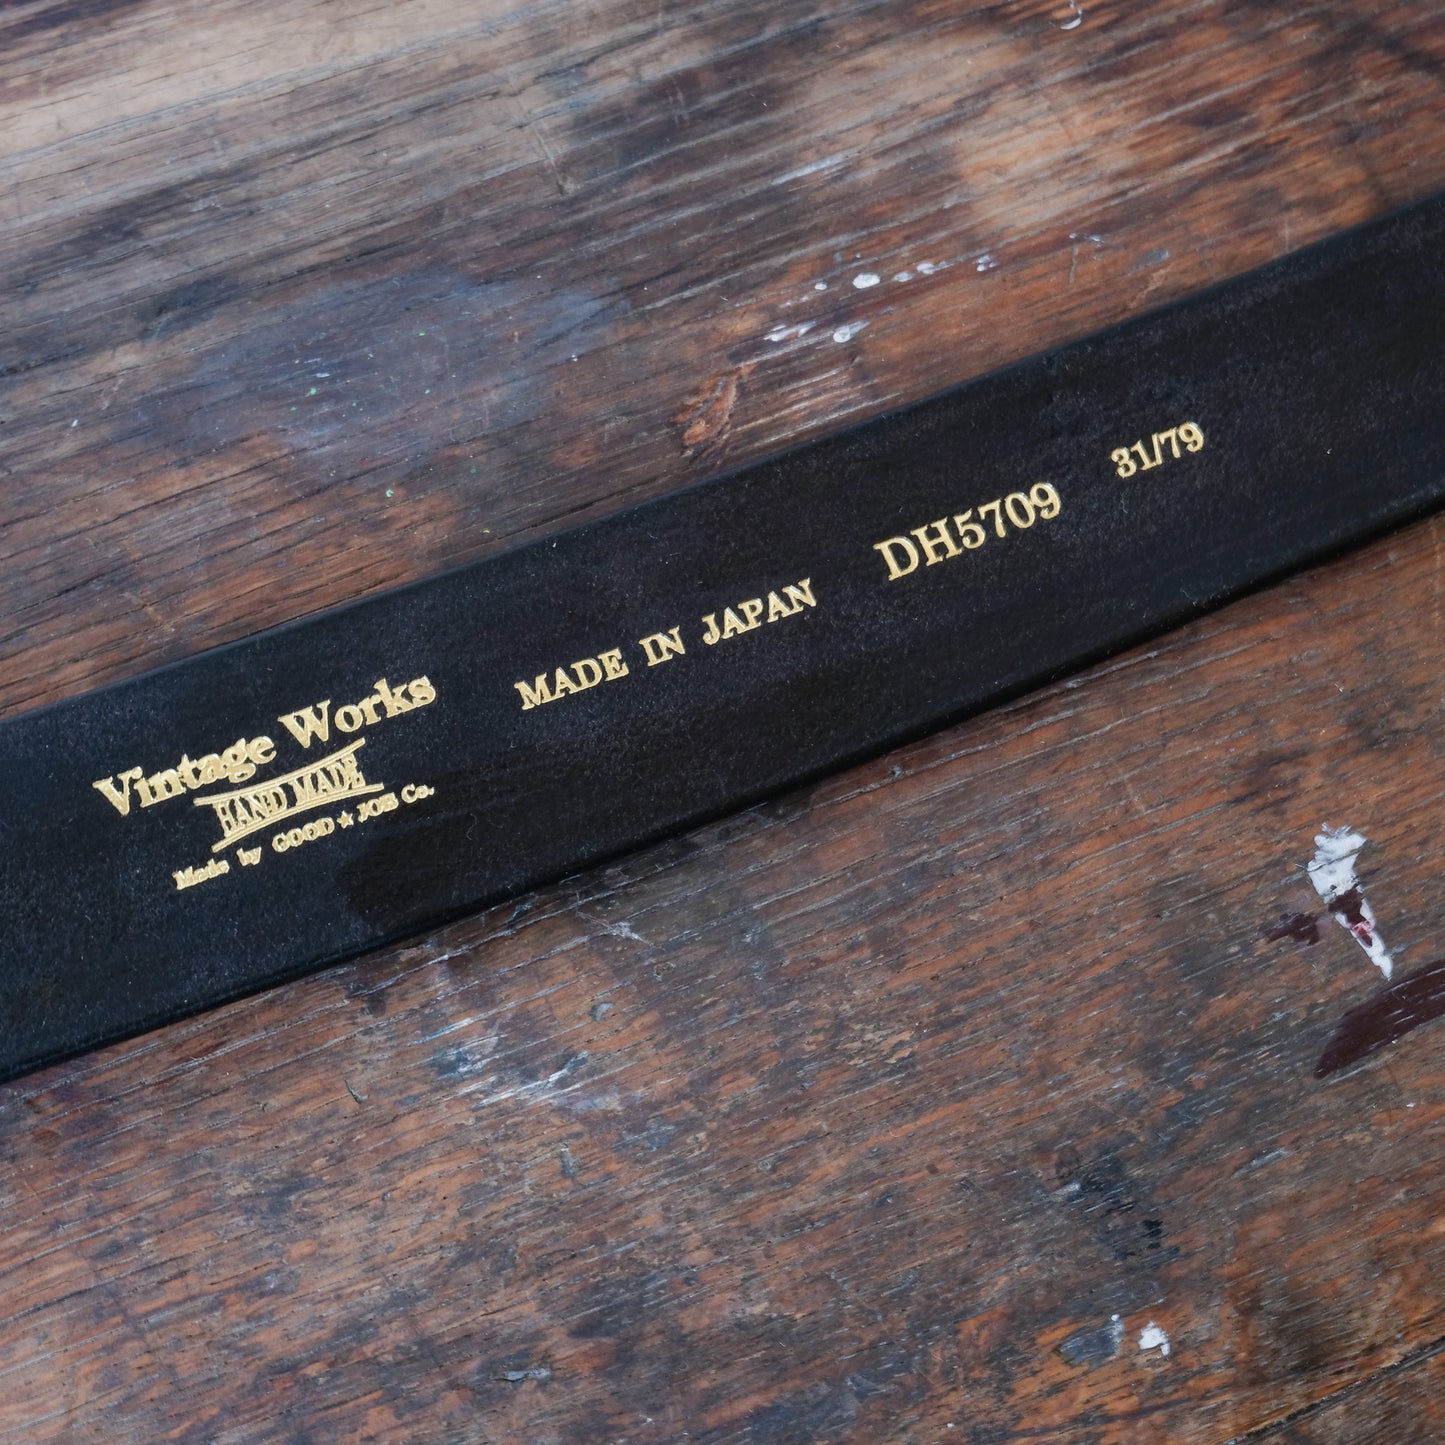 Vintage Works
HAND MADE
Made by GOOD★JOB Co.
MADE IN JAPAN
DH5709
31/79